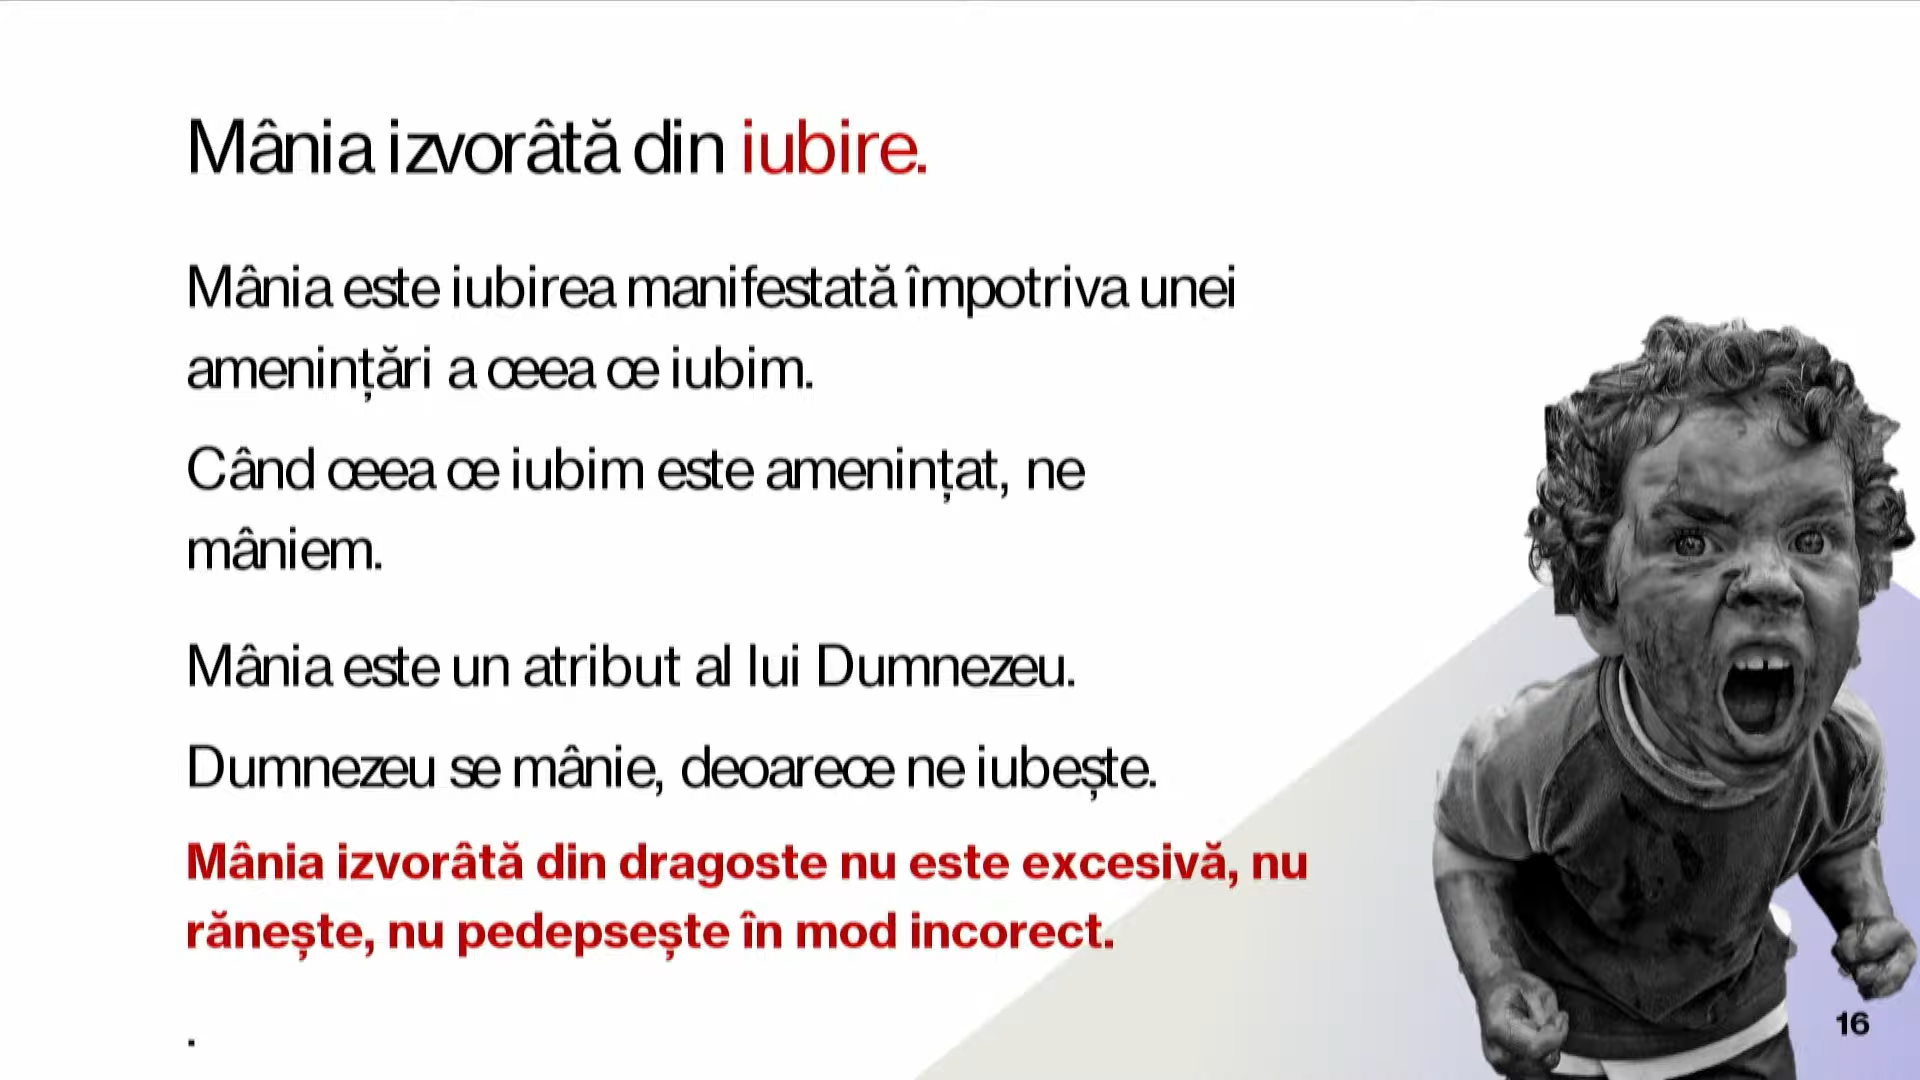 Mânia izvorâtă din iubire.
Mânia este iubirea manifestată împotriva unei
amenințări a ceea ce iubim.
Când ceea ce iubim este amenințat, ne
mâniem.
Mânia este un atribut al lui Dumnezeu.
Dumnezeu se mânie, deoarece ne iubește.
Mânia izvorâtă din dragoste nu este excesivă, nu
rănește, nu pedepsește în mod incorect.
.
16